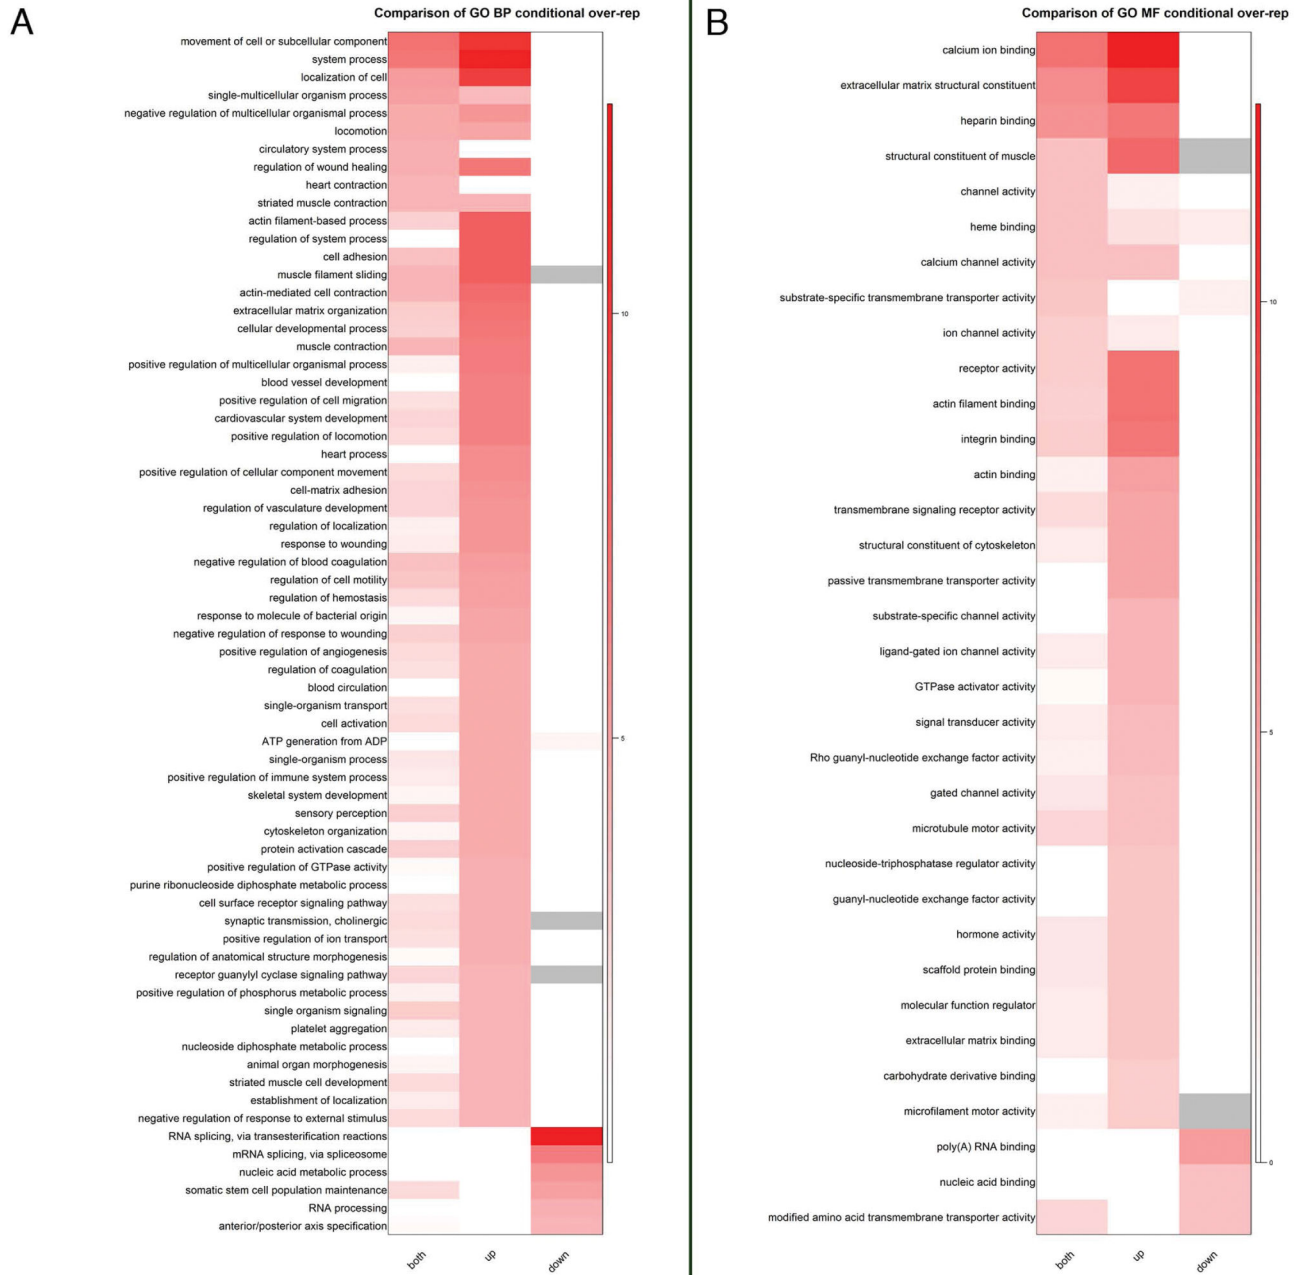 A
Comparison of GO BP conditional over-rep
movement of cell or subcellular component
system process
localization of cell
single-multicellular organism process
negative regulation of multicellular organismal process
locomotion
circulatory system process
regulation of wound healing
heart contraction
striated muscle contraction
actin filament-based process
regulation of system process
cell adhesion
muscle filament sliding
actin-mediated cell contraction
extracellular matrix organization
cellular developmental process
muscle contraction
positive regulation of multicellular organismal process
blood vessel development
positive regulation of cell migration
cardiovascular system development
positive regulation of locomotion
heart process
positive regulation of cellular component movement
cell-matrix adhesion
regulation of vasculature development
regulation of localization
response to wounding
negative regulation of blood coagulation
regulation of cell motility
regulation of hemostasis
response to molecule of bacterial origin
negative regulation of response to wounding
positive regulation of angiogenesis
regulation of coagulation
blood circulation
single-organism transport
cell activation
ATP generation from ADP
single-organism process
positive regulation of immune system process
skeletal system development
sensory perception
cytoskeleton organization
protein activation cascade
positive regulation of GTPase activity
purine ribonucleoside diphosphate metabolic process
cell surface receptor signaling pathway
synaptic transmission, cholinergic
positive regulation of ion transport
regulation of anatomical structure morphogenesis
receptor guanylyl cyclase signaling pathway
positive regulation of phosphorus metabolic process
single organism signaling
platelet aggregation
nucleoside diphosphate metabolic process
animal organ morphogenesis
striated muscle cell development
establishment of localization
negative regulation of response to external stimulus
RNA splicing, via transesterification reactions
mRNA splicing, via spliceosome
nucleic acid metabolic process
somatic stem cell population maintenance
RNA processing
anterior/posterior axis specification
both
up
down
10
5
B
Comparison of GO MF conditional over-rep
calcium ion binding
extracellular matrix structural constituent
heparin binding
structural constituent of muscle
channel activity
heme binding
calcium channel activity
substrate-specific transmembrane transporter activity
ion channel activity
receptor activity
actin filament binding
integrin binding
actin binding
transmembrane signaling receptor activity
structural constituent of cytoskeleton
passive transmembrane transporter activity
substrate-specific channel activity
ligand-gated ion channel activity
GTPase activator activity
signal transducer activity
Rho guanyl-nucleotide exchange factor activity
gated channel activity
microtubule motor activity
nucleoside-triphosphatase regulator activity
guanyl-nucleotide exchange factor activity
hormone activity
scaffold protein binding
molecular function regulator
extracellular matrix binding
carbohydrate derivative binding
microfilament motor activity
poly(A) RNA binding
nucleic acid binding
modified amino acid transmembrane transporter activity
both
up
down
10
5
0